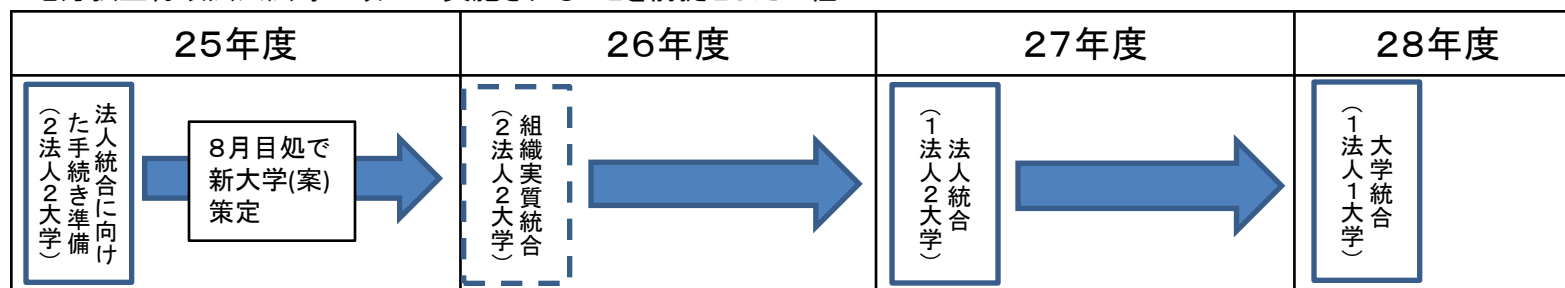 25年度
26年度
27年度
28年度
法人統合に向け
た手続き準備
（２法人２大学）
８月目処で
新大学(案)
策定
組織実質統合
（２法人２大学）
法人統合
（１法人２大学）
大学統合
（１法人１大学）